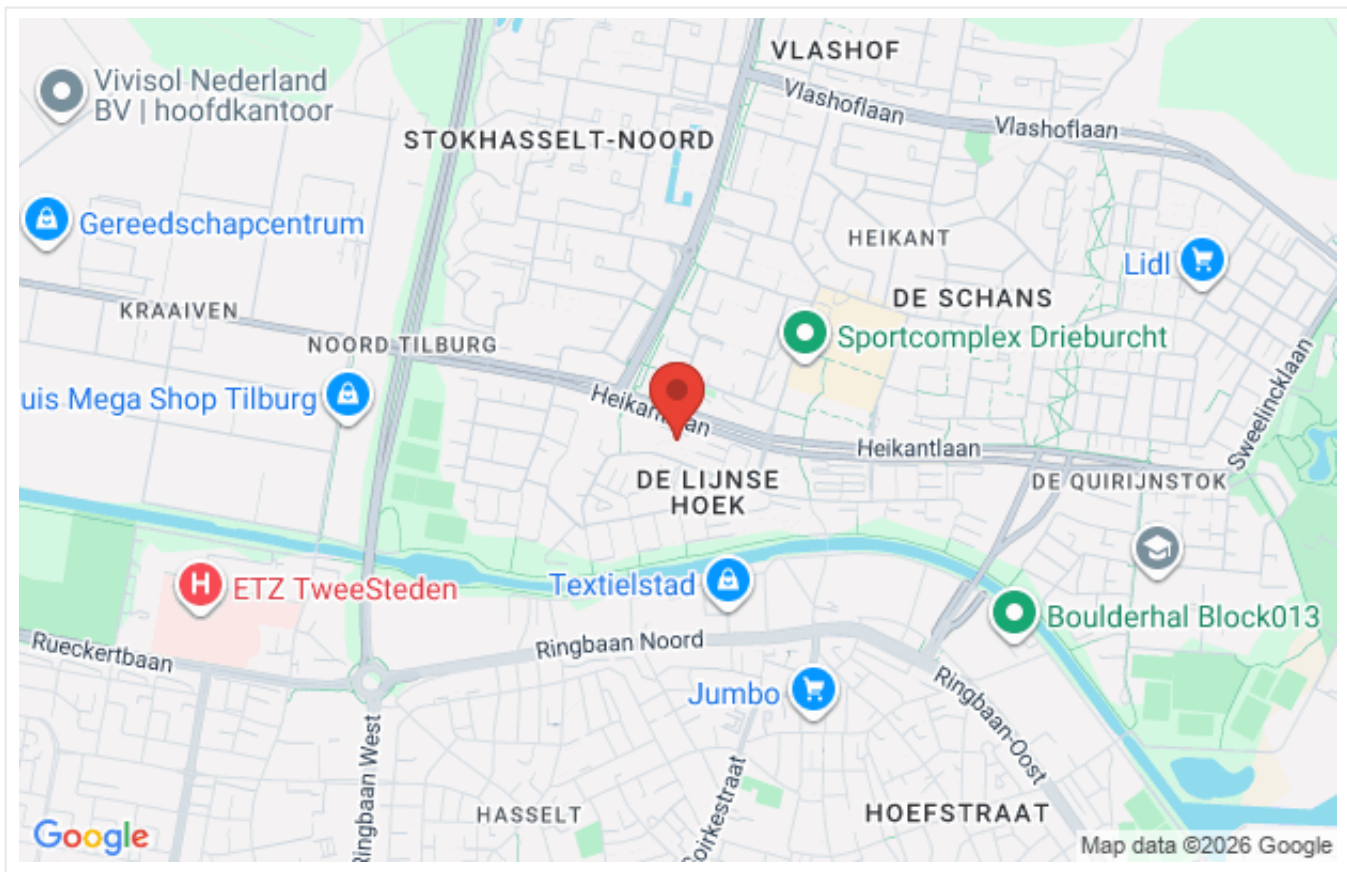 VLASHOF
Vivisol Nederland
BV | hoofdkantoor
Vlashoflaan
Vlashoflaan
STOKHASSELT-NOORD
Gereedschapcentrum
HEIKANT
Lidl
DE SCHANS
KRAAIVEN
NOORD TILBURG
Sportcomplex Drieburcht
uis Mega Shop Tilburg
Heikantlaan
Heikantlaan
Sweelincklaan
DE LIJNSE
HOEK
DE QUIRIJNSTOK
H
ETZ TweeSteden
Textielstad
Boulderhal Block013
Rueckertbaan
Ringbaan Noord
Jumbo
Ringbaan-Oost
Ringbaan West
HASSELT
oirkestraat
HOEFSTRAAT
Google
Map data ©2026 Google